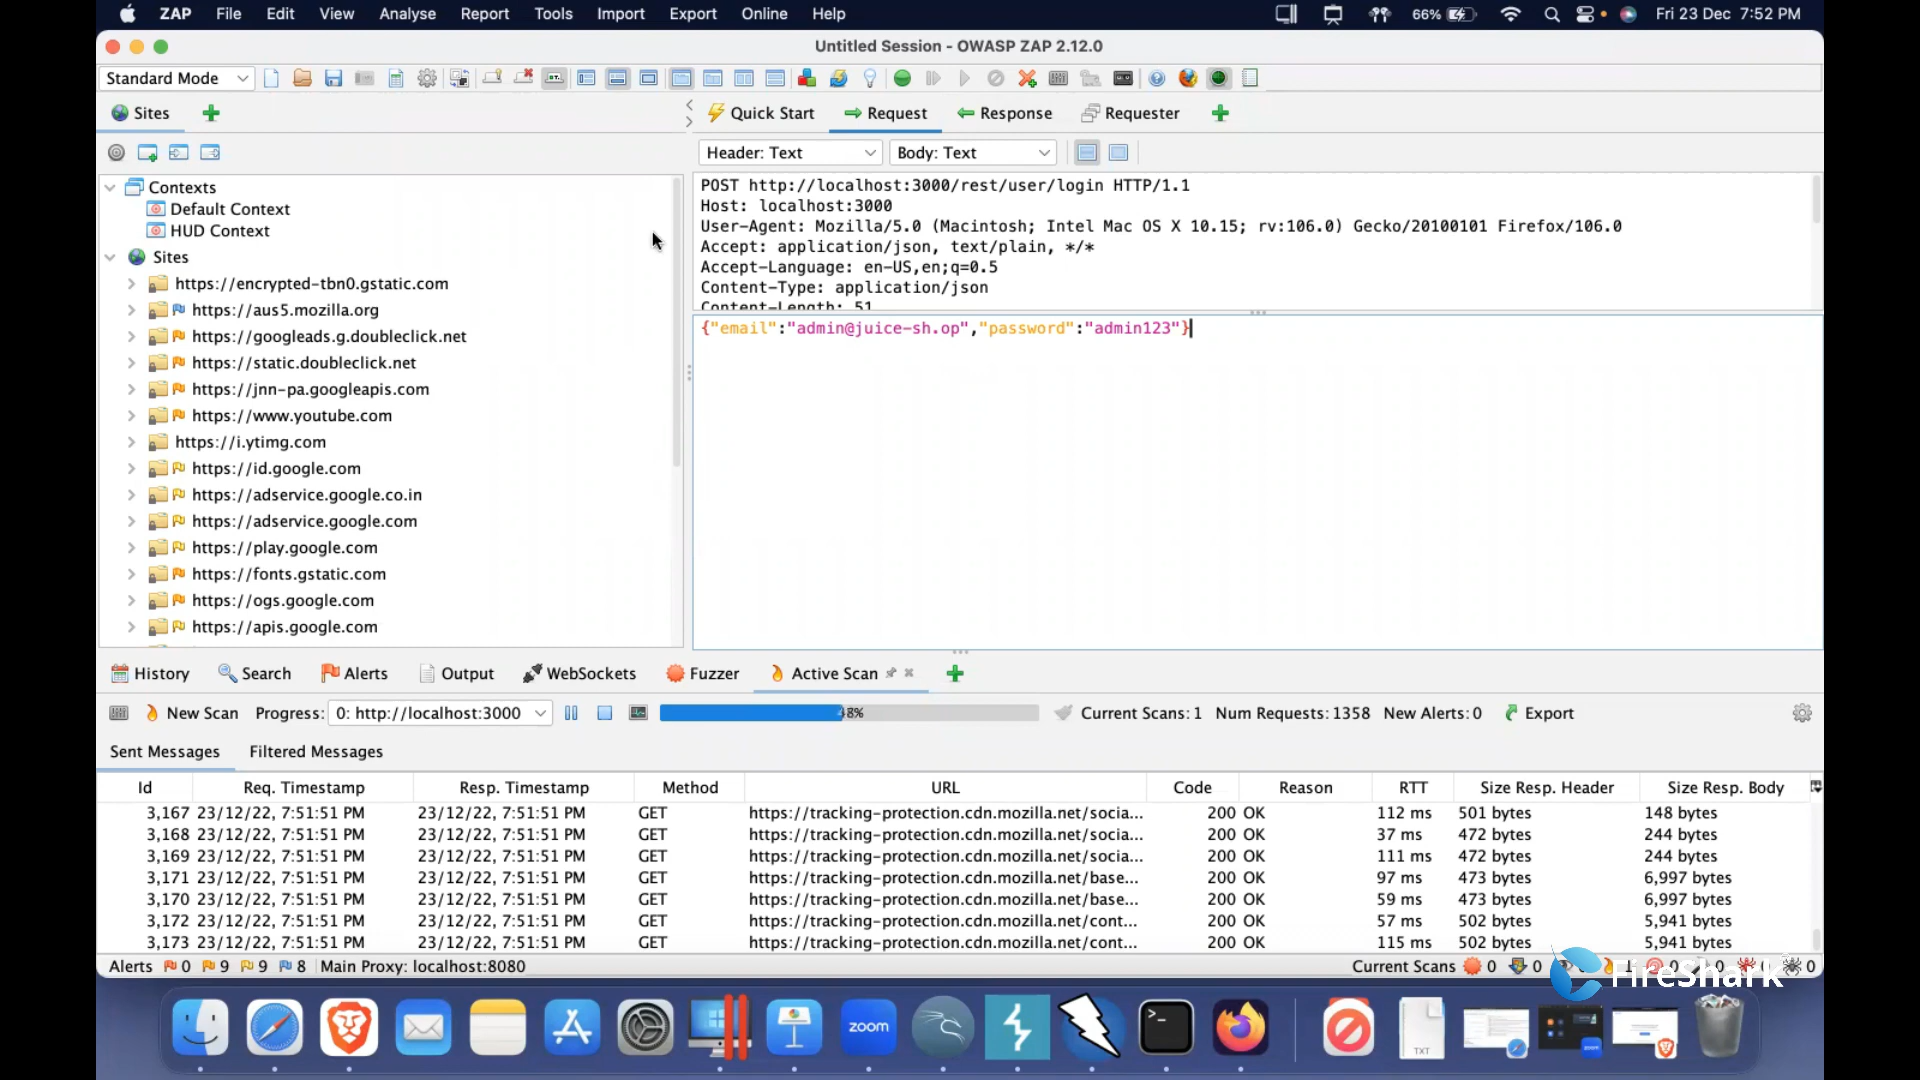 ZAP File Edit View Analyse Report Tools Import Export Online Help 66% Fri 23 Dec 7:52 PM
Untitled Session - OWASP ZAP 2.12.0
Standard Mode
Sites
Quick Start Request Response Requester
Header: Text Body: Text
Contexts
Default Context
HUD Context
Sites
https://encrypted-tbn0.gstatic.com
https://aus5.mozilla.org
https://googleads.g.doubleclick.net
https://static.doubleclick.net
https://jnn-pa.googleapis.com
https://www.youtube.com
https://i.ytimg.com
https://id.google.com
https://adservice.google.co.in
https://adservice.google.com
https://play.google.com
https://fonts.gstatic.com
https://ogs.google.com
https://apis.google.com
POST http://localhost:3000/rest/user/login HTTP/1.1
Host: localhost:3000
User-Agent: Mozilla/5.0 (Macintosh; Intel Mac OS X 10.15; rv:106.0) Gecko/20100101 Firefox/106.0
Accept: application/json, text/plain, */*
Accept-Language: en-US,en;q=0.5
Content-Type: application/json
Content-Length: 51
{"email":"admin@juice-sh.op","password":"admin123"}
History Search Alerts Output WebSockets Fuzzer Active Scan
New Scan Progress: 0: http://localhost:3000 48% Current Scans: 1 Num Requests: 1358 New Alerts: 0 Export
Sent Messages Filtered Messages
Id Req. Timestamp Resp. Timestamp Method URL Code Reason RTT Size Resp. Header Size Resp. Body
3,167 23/12/22, 7:51:51 PM 23/12/22, 7:51:51 PM GET https://tracking-protection.cdn.mozilla.net/socia... 200 OK 112 ms 501 bytes 148 bytes
3,168 23/12/22, 7:51:51 PM 23/12/22, 7:51:51 PM GET https://tracking-protection.cdn.mozilla.net/socia... 200 OK 37 ms 472 bytes 244 bytes
3,169 23/12/22, 7:51:51 PM 23/12/22, 7:51:51 PM GET https://tracking-protection.cdn.mozilla.net/socia... 200 OK 111 ms 472 bytes 244 bytes
3,171 23/12/22, 7:51:51 PM 23/12/22, 7:51:51 PM GET https://tracking-protection.cdn.mozilla.net/base... 200 OK 97 ms 473 bytes 6,997 bytes
3,170 23/12/22, 7:51:51 PM 23/12/22, 7:51:51 PM GET https://tracking-protection.cdn.mozilla.net/base... 200 OK 59 ms 473 bytes 6,997 bytes
3,172 23/12/22, 7:51:51 PM 23/12/22, 7:51:51 PM GET https://tracking-protection.cdn.mozilla.net/cont... 200 OK 57 ms 502 bytes 5,941 bytes
3,173 23/12/22, 7:51:51 PM 23/12/22, 7:51:51 PM GET https://tracking-protection.cdn.mozilla.net/cont... 200 OK 115 ms 502 bytes 5,941 bytes
Alerts 0 9 9 8 Main Proxy: localhost:8080 Current Scans 0 0 0
FireShark
zoom
TXT